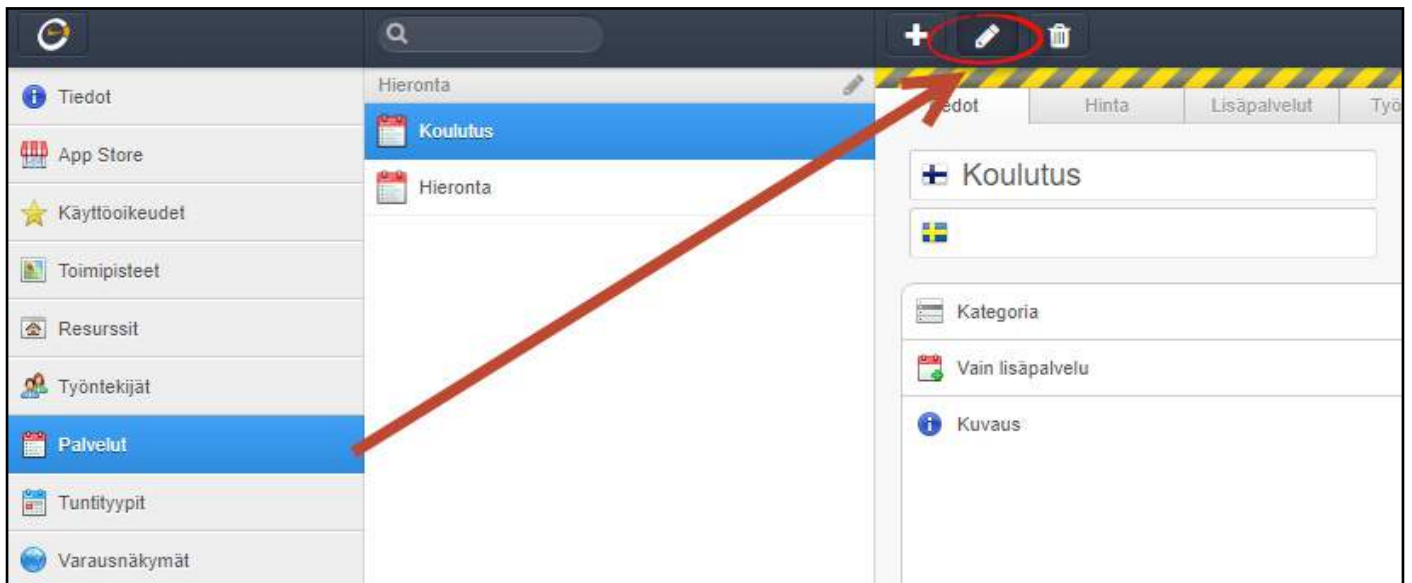 Tiedot
App Store
Käyttöoikeudet
Toimipisteet
Resurssit
Työntekijät
Palvelut
Tuntityypit
Varausnäkymät
Hieronta
Koulutus
Hieronta
Hinta
Lisäpalvelut
Koulutus
Kategoria
Vain lisäpalvelu
Kuvaus